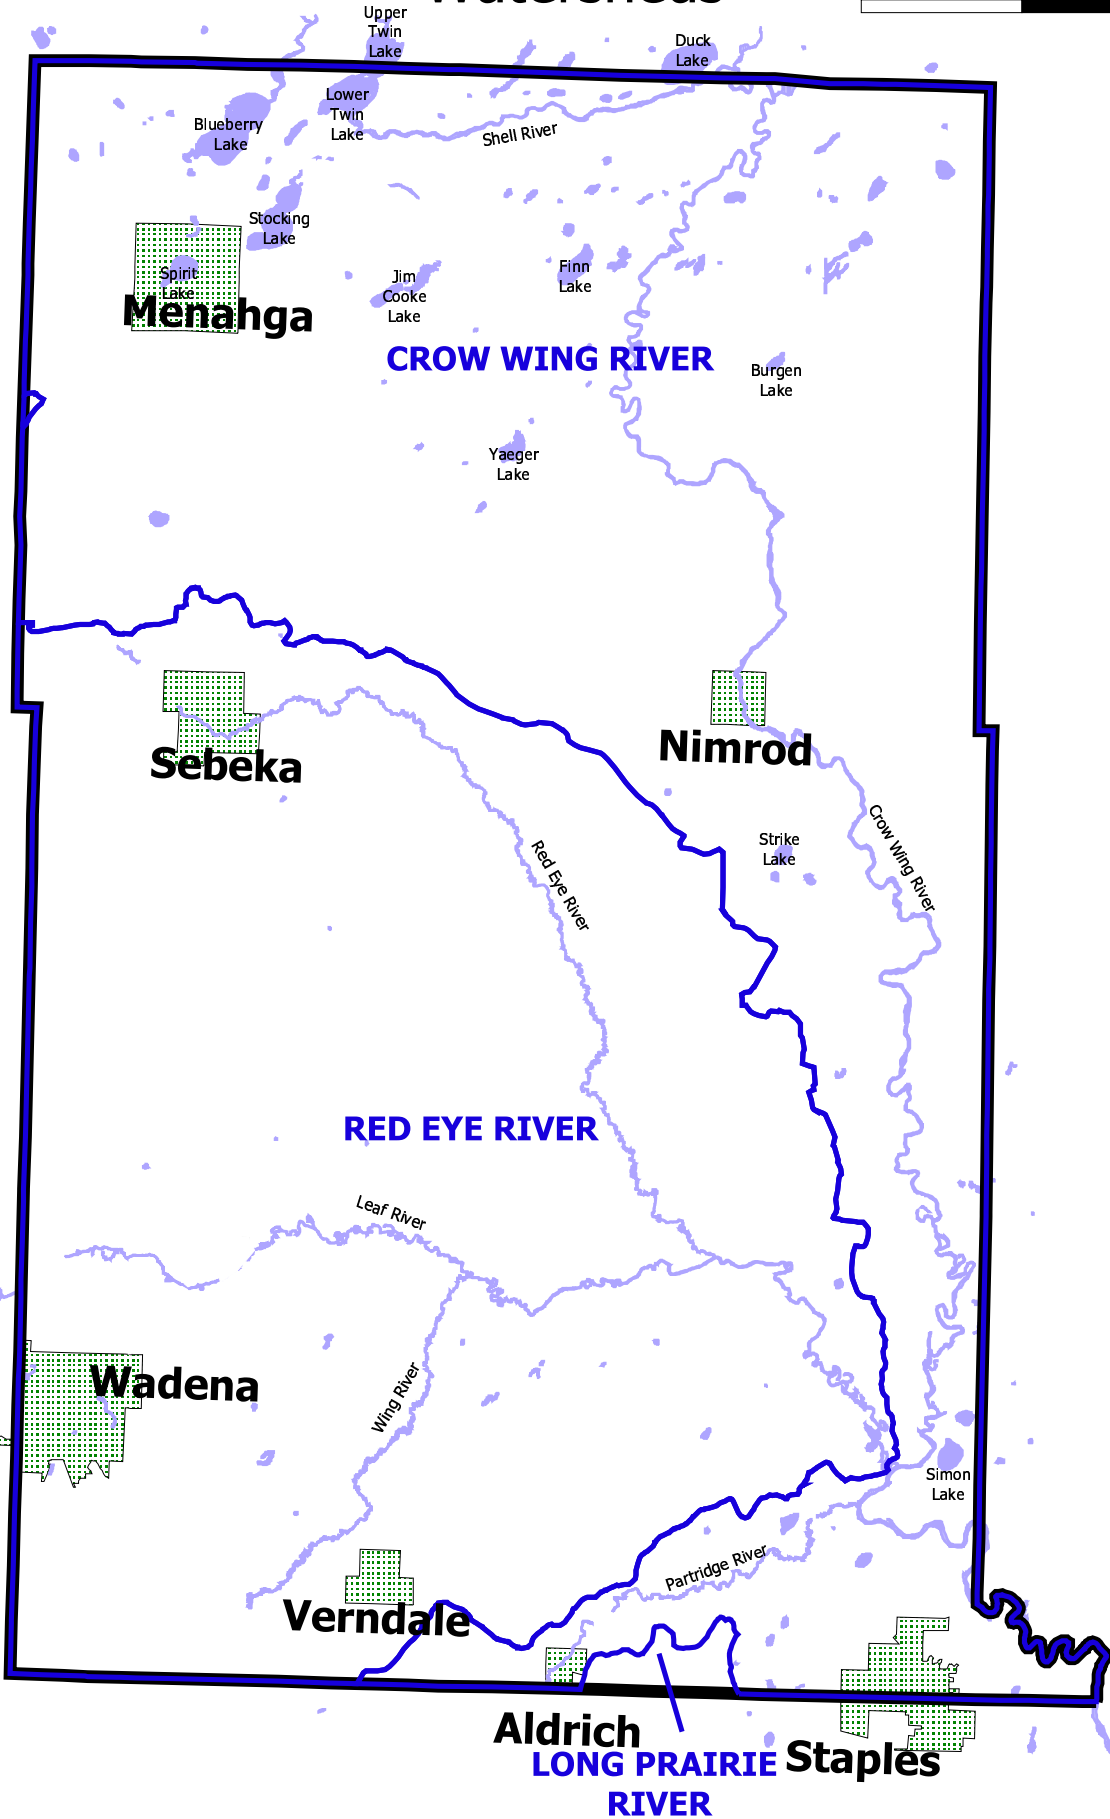 Watersheds
Upper
Twin
Lake
Duck
Lake
Lower
Twin
Lake
Blueberry
Lake
Shell River
Stocking
Lake
Spirit
Lake
Menahga
Jim
Cooke
Lake
Finn
Lake
CROW WING RIVER
Burgen
Lake
Yaeger
Lake
Sebeka
Nimrod
Strike
Lake
Crow Wing River
Red Eye River
RED EYE RIVER
Leaf River
Wadena
Wing River
Simon
Lake
Partridge River
Verndale
Aldrich
LONG PRAIRIE
RIVER
Staples